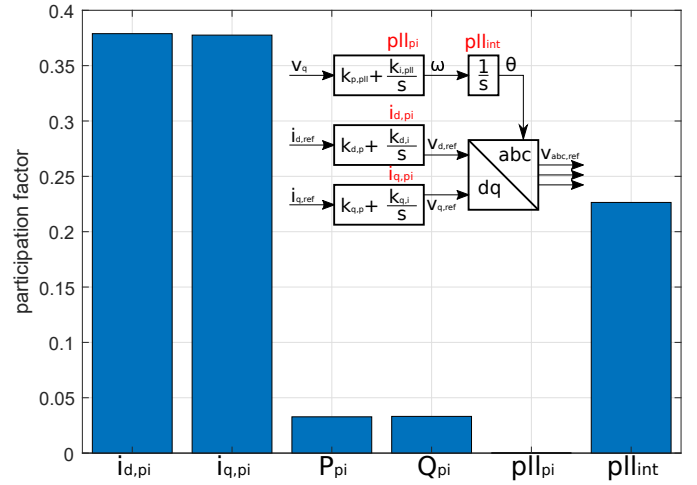 0.4
0.35
0.3
0.25
0.2
0.15
0.1
0.05
0
participation factor
pll_pi pll_int
v_q k_p,pll + k_i,pll/s ω 1/s θ
i_d,pi
i_d,ref k_d,p + k_d,i/s v_d,ref abc v_abc,ref
i_q,pi dq
i_q,ref k_q,p + k_q,i/s v_q,ref
i_d,pi i_q,pi P_pi Q_pi pll_pi pll_int